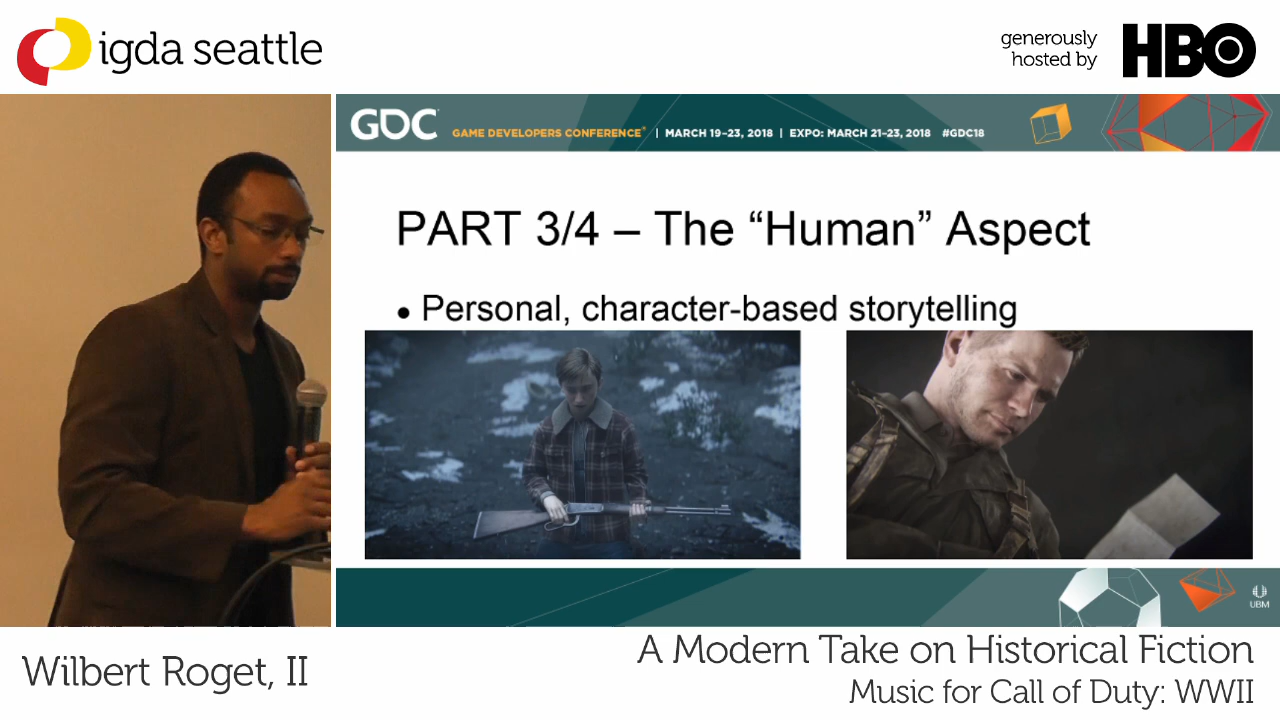 igda seattle
generously
hosted by
HBO
GDC
GAME DEVELOPERS CONFERENCE® | MARCH 19–23, 2018 | EXPO: MARCH 21–23, 2018 #GDC18
PART 3/4 – The “Human” Aspect
• Personal, character-based storytelling
UBM
Wilbert Roget, II
A Modern Take on Historical Fiction
Music for Call of Duty: WWII